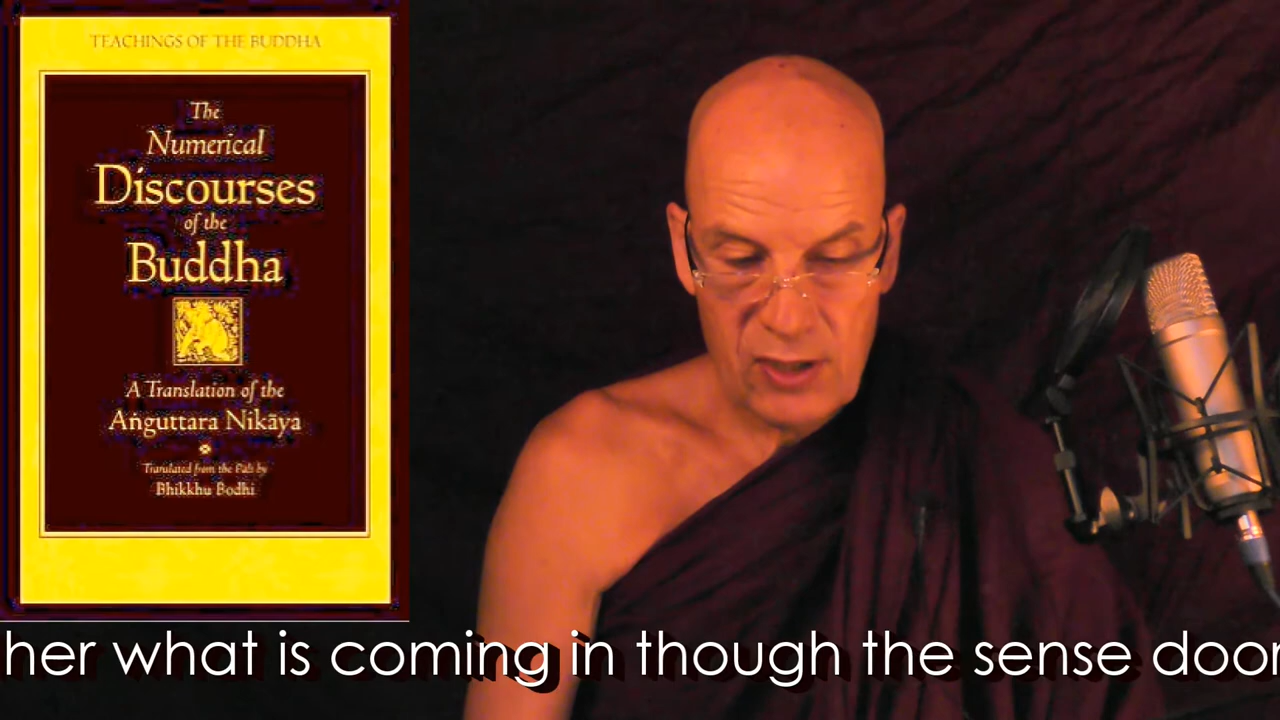 TEACHINGS OF THE BUDDHA
The
Numerical
Discourses
of the
Buddha
A Translation of the
Aṅguttara Nikāya
Translated from the Pāli by
Bhikkhu Bodhi
her what is coming in though the sense door